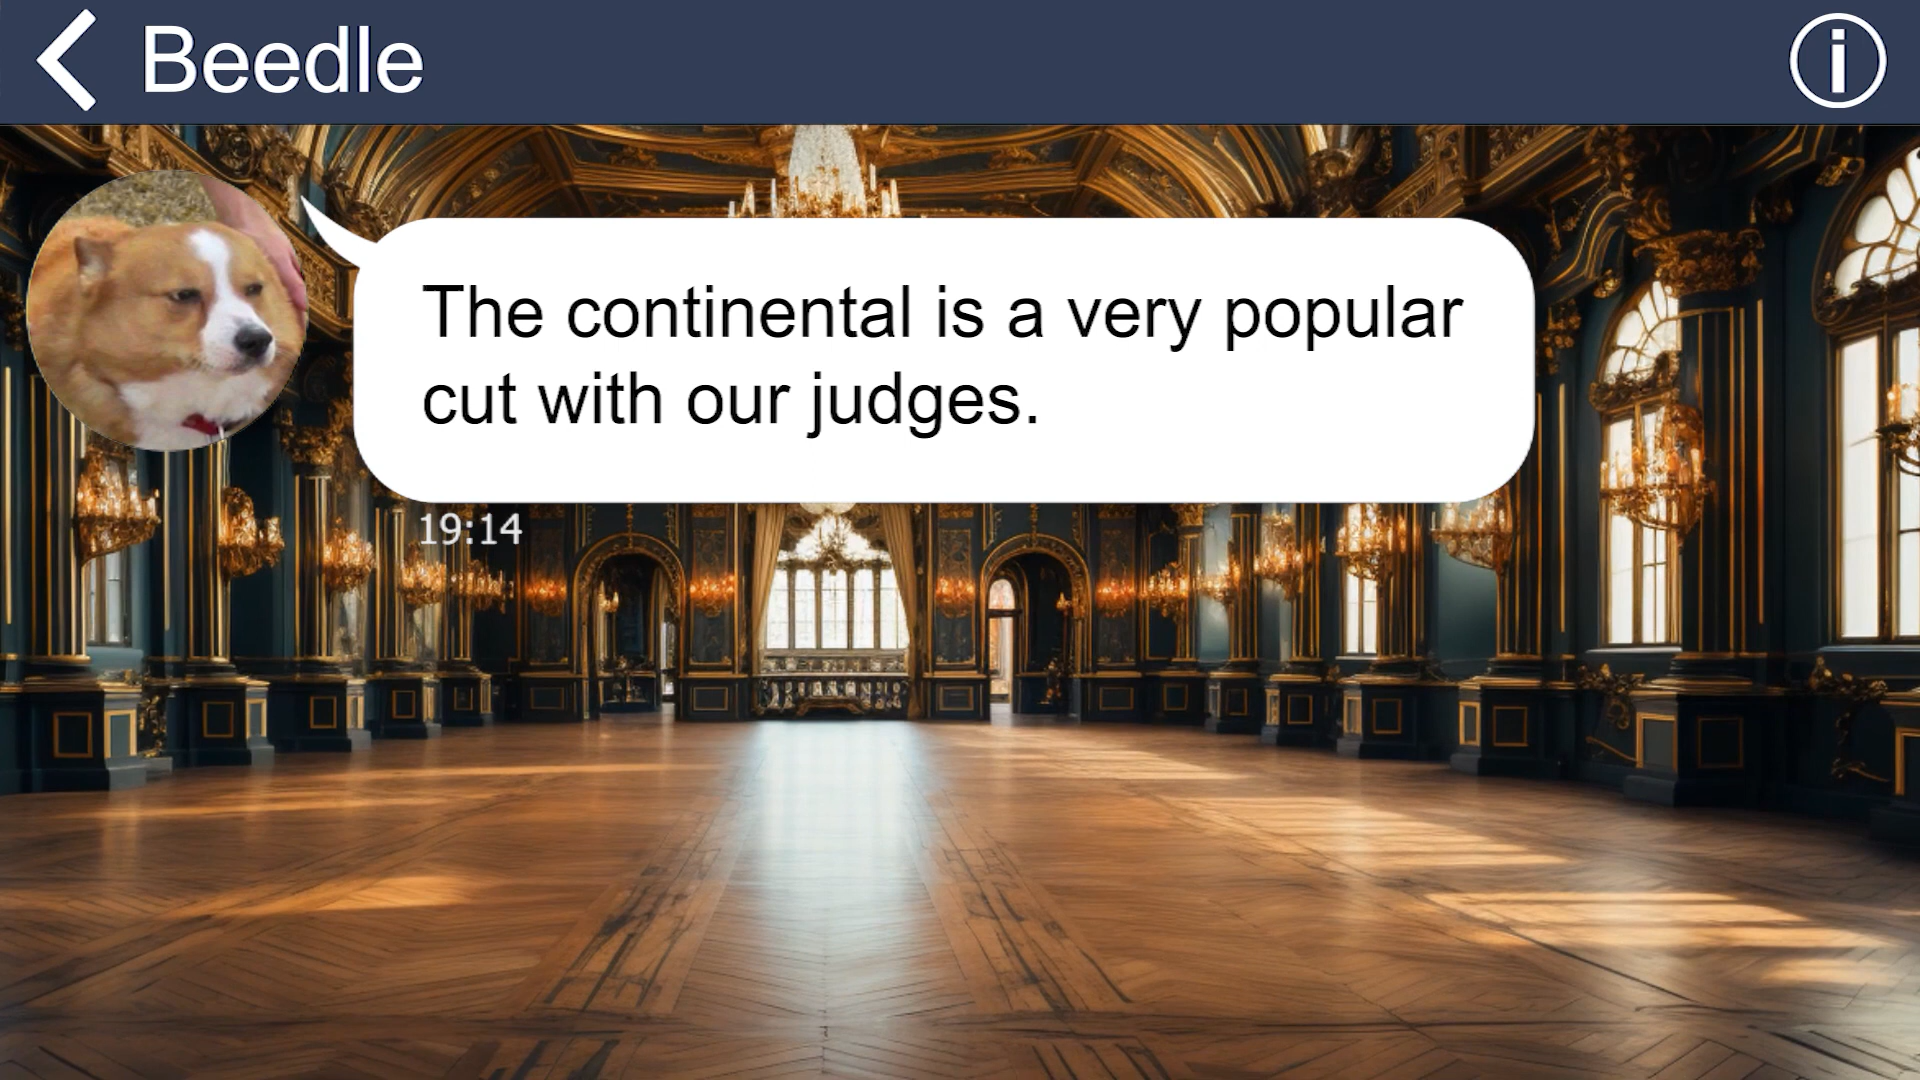 Beedle
The continental is a very popular
cut with our judges.
19:14